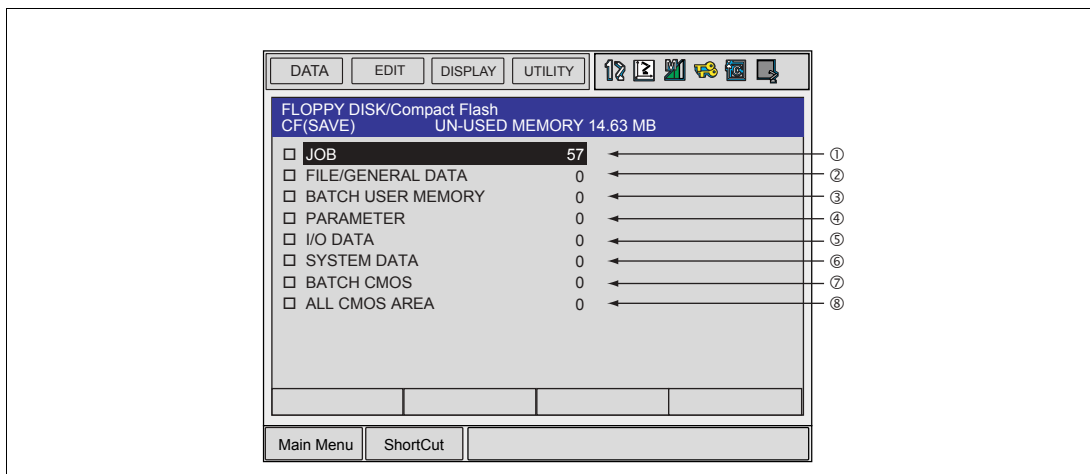 DATA EDIT DISPLAY UTILITY
FLOPPY DISK/Compact Flash
CF(SAVE) UN-USED MEMORY 14.63 MB
JOB 57 ①
FILE/GENERAL DATA 0 ②
BATCH USER MEMORY 0 ③
PARAMETER 0 ④
I/O DATA 0 ⑤
SYSTEM DATA 0 ⑥
BATCH CMOS 0 ⑦
ALL CMOS AREA 0 ⑧
Main Menu ShortCut